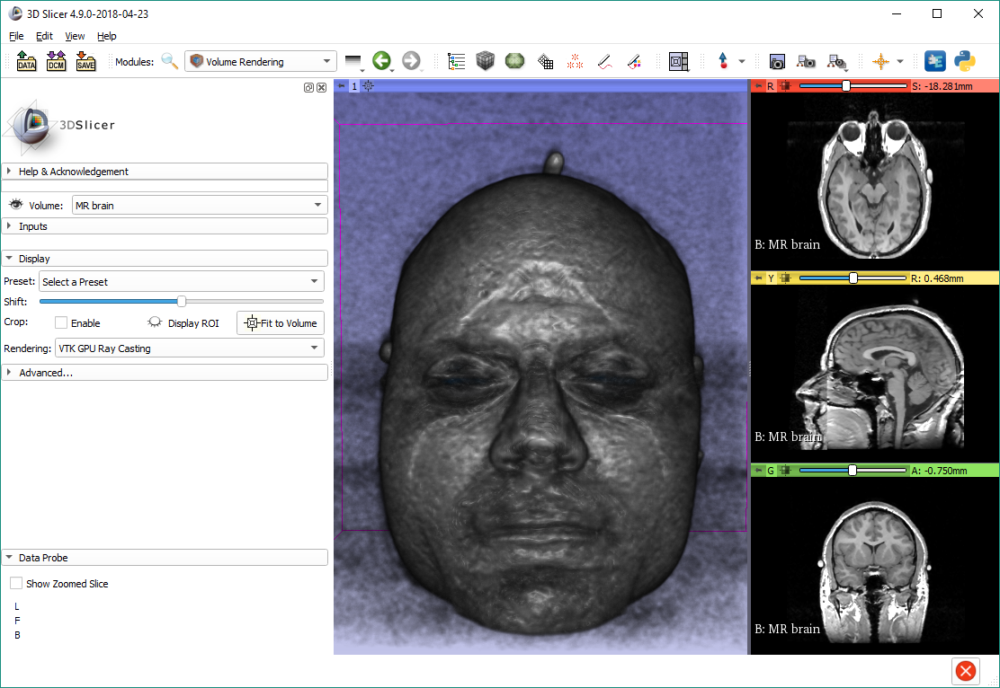 3D Slicer 4.9.0-2018-04-23
File Edit View Help
DATA DCM SAVE Modules: Volume Rendering
3DSlicer
Help & Acknowledgement
Volume: MR brain
Inputs
Display
Preset: Select a Preset
Shift:
Crop: Enable Display ROI Fit to Volume
Rendering: VTK GPU Ray Casting
Advanced...
Data Probe
Show Zoomed Slice
L
F
B
1
R S: -18.281mm
B: MR brain
Y R: 0.468mm
B: MR brain
G A: -0.750mm
B: MR brain